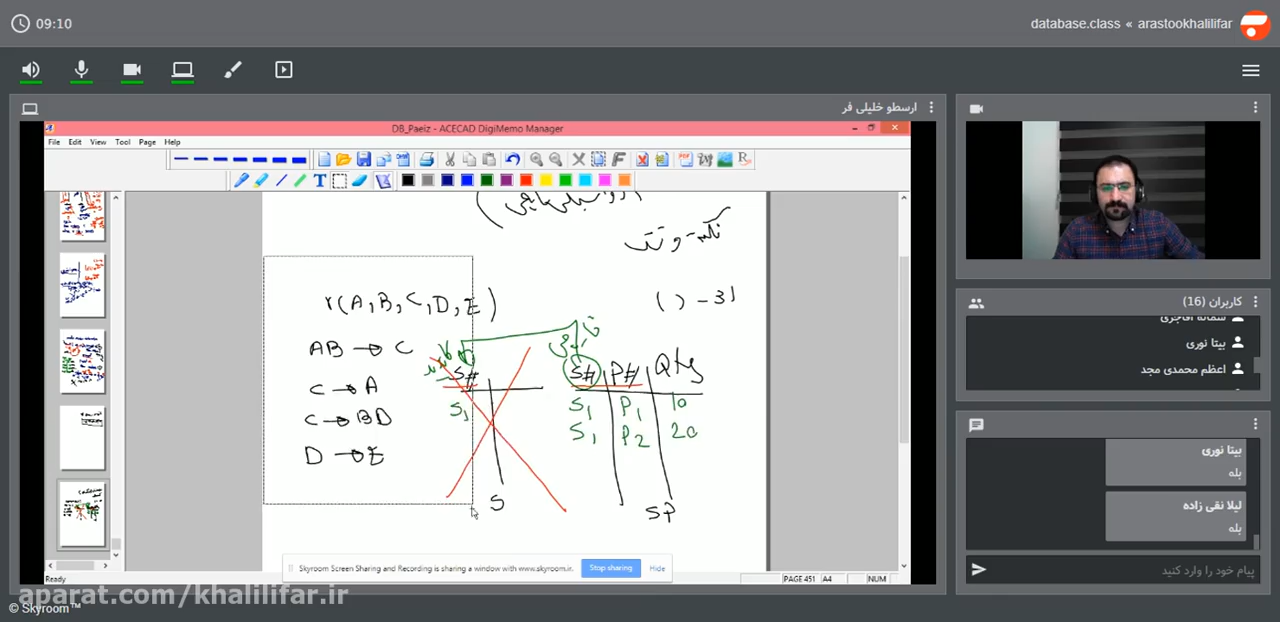 09:10
database.class « arastookhalilifar
ارسطو خلیلی فر
DB_Paeiz - ACECAD DigiMemo Manager
File Edit View Tool Page Help
r(A,B,C,D,E)
AB → C
C → A
C → BD
D → E
( ) - 31
S#
S1
S
S# P# Qty
S1 P1 10
S1 P2 20
SP
Skyroom Screen Sharing and Recording is sharing a window with www.skyroom.ir.
Stop sharing
Hide
Ready
PAGE 451 A4 NUM
کاربران (16)
سمانه آقاجری
بیتا نوری
اعظم محمدی مجد
بیتا نوری
بله
لیلا نقی زاده
بله
پیام خود را وارد کنید
aparat.com/khalilifar.ir
© Skyroom™